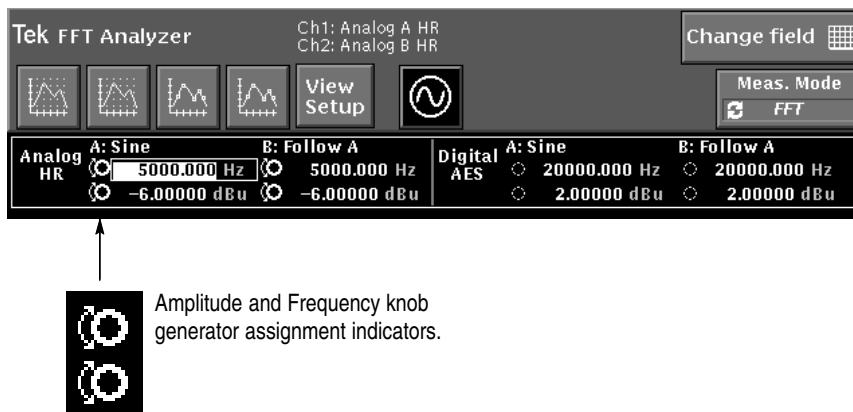 Tek FFT Analyzer
Ch1: Analog A HR
Ch2: Analog B HR
Change field
View
Setup
Meas. Mode
FFT
Analog
HR
A: Sine
5000.000 Hz
−6.00000 dBu
B: Follow A
5000.000 Hz
−6.00000 dBu
Digital
AES
A: Sine
20000.000 Hz
2.00000 dBu
B: Follow A
20000.000 Hz
2.00000 dBu
Amplitude and Frequency knob
generator assignment indicators.